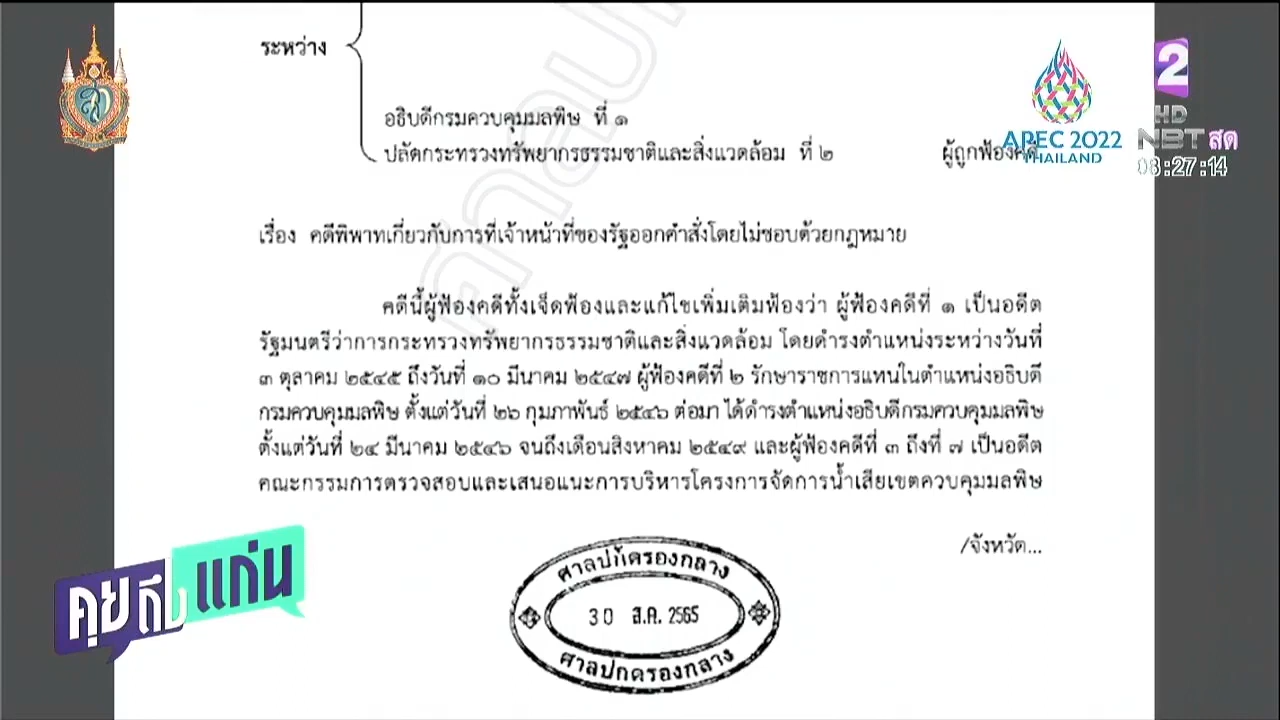 ระหว่าง
อธิบดีกรมควบคุมมลพิษ ที่ ๑
ปลัดกระทรวงทรัพยากรธรรมชาติและสิ่งแวดล้อม ที่ ๒ ผู้ถูกฟ้องคดี
APEC 2022
THAILAND
2
HD
NBT สด
08:27:14
เรื่อง คดีพิพาทเกี่ยวกับการที่เจ้าหน้าที่ของรัฐออกคำสั่งโดยไม่ชอบด้วยกฎหมาย
คดีนี้ผู้ฟ้องคดีทั้งเจ็ดฟ้องและแก้ไขเพิ่มเติมฟ้องว่า ผู้ฟ้องคดีที่ ๑ เป็นอดีต
รัฐมนตรีว่าการกระทรวงทรัพยากรธรรมชาติและสิ่งแวดล้อม โดยดำรงตำแหน่งระหว่างวันที่
๓ ตุลาคม ๒๕๔๕ ถึงวันที่ ๑๐ มีนาคม ๒๕๔๗ ผู้ฟ้องคดีที่ ๒ รักษาราชการแทนในตำแหน่งอธิบดี
กรมควบคุมมลพิษ ตั้งแต่วันที่ ๒๖ กุมภาพันธ์ ๒๕๔๖ ต่อมา ได้ดำรงตำแหน่งอธิบดีกรมควบคุมมลพิษ
ตั้งแต่วันที่ ๒๔ มีนาคม ๒๕๔๖ จนถึงเดือนสิงหาคม ๒๕๔๙ และผู้ฟ้องคดีที่ ๓ ถึงที่ ๗ เป็นอดีต
คณะกรรมการตรวจสอบและเสนอแนะการบริหารโครงการจัดการน้ำเสียเขตควบคุมมลพิษ
/จังหวัด...
ศาลปกครองกลาง
30 ส.ค. 2565
ศาลปกครองกลาง
คุยถึงแก่น